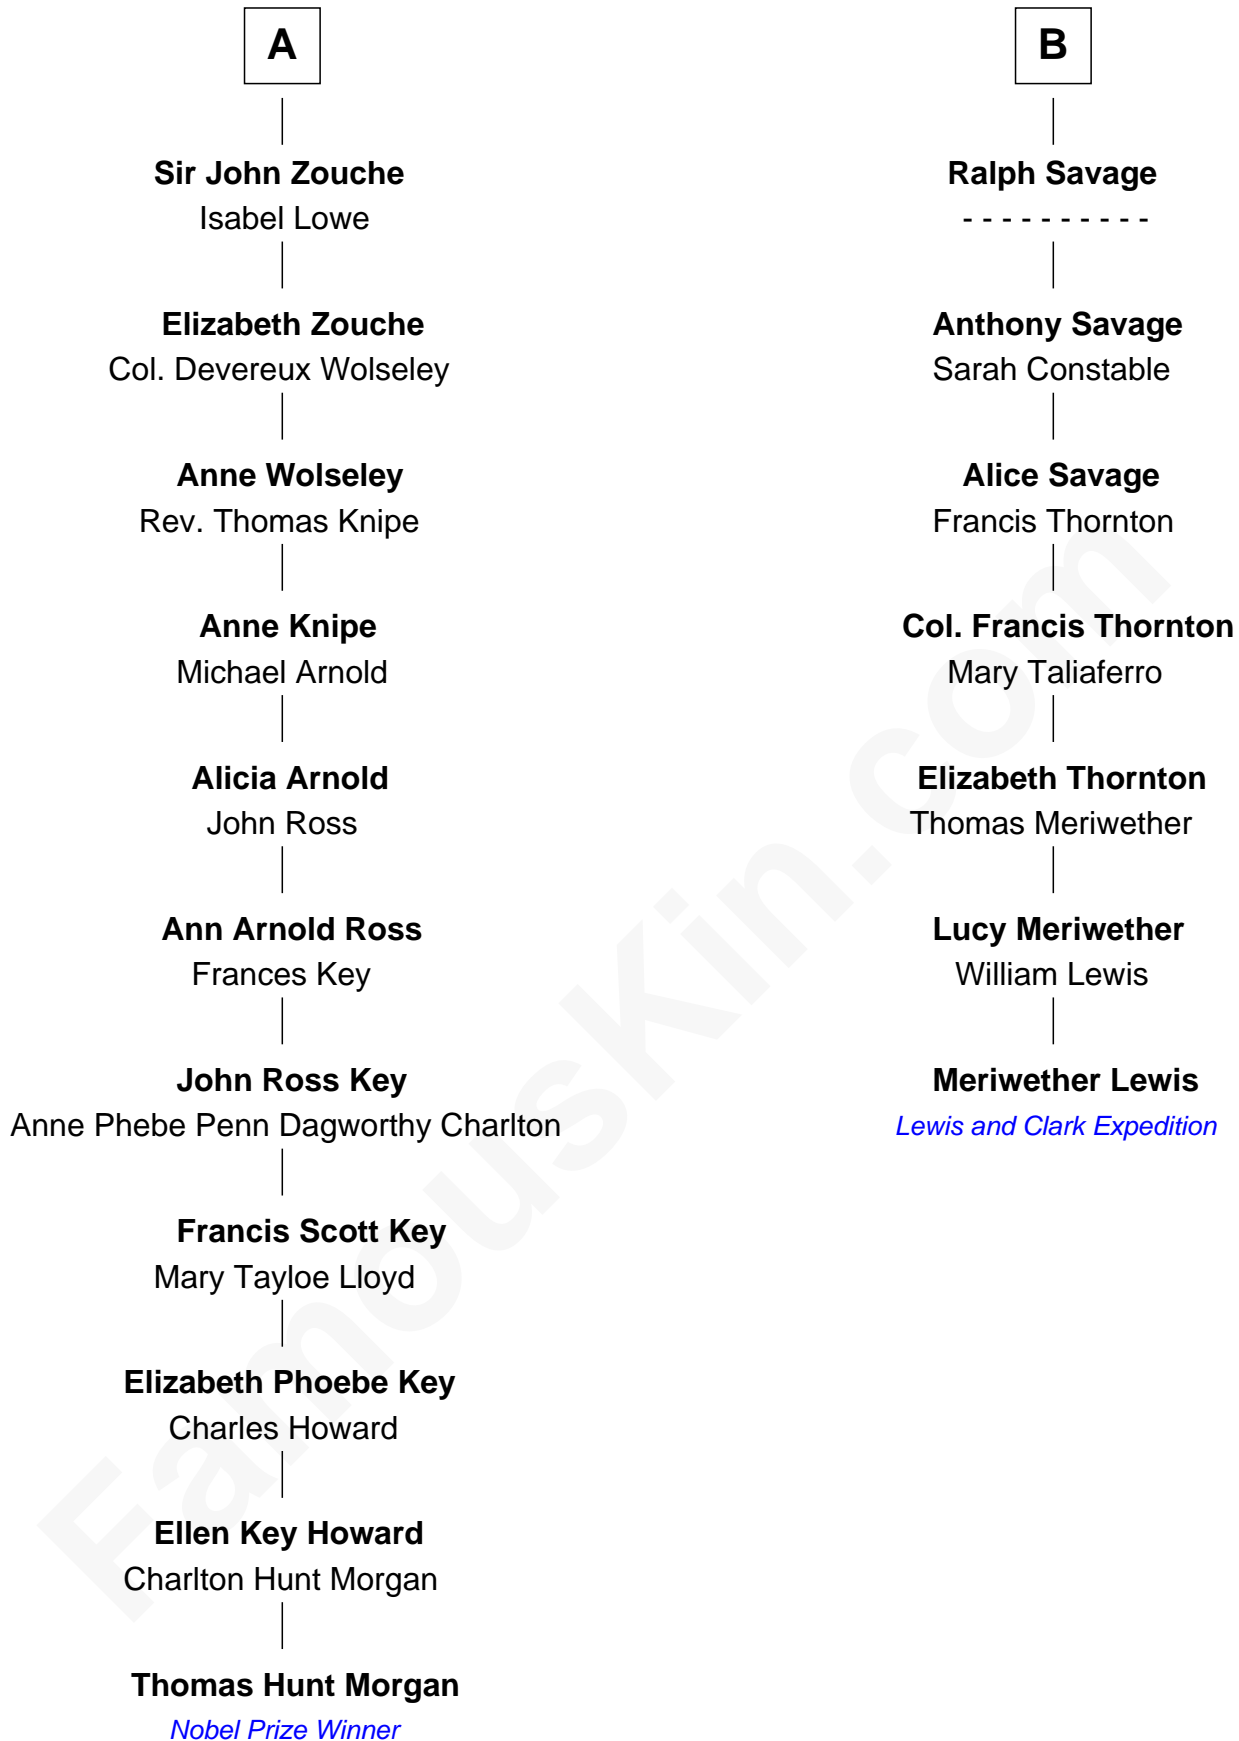 A
Sir John Zouche
Isabel Lowe
Elizabeth Zouche
Col. Devereux Wolseley
Anne Wolseley
Rev. Thomas Knipe
Anne Knipe
Michael Arnold
Alicia Arnold
John Ross
Ann Arnold Ross
Frances Key
John Ross Key
Anne Phebe Penn Dagworthy Charlton
Francis Scott Key
Mary Tayloe Lloyd
Elizabeth Phoebe Key
Charles Howard
Ellen Key Howard
Charlton Hunt Morgan
Thomas Hunt Morgan
Nobel Prize Winner
B
Ralph Savage
- - - - - - - - - -
Anthony Savage
Sarah Constable
Alice Savage
Francis Thornton
Col. Francis Thornton
Mary Taliaferro
Elizabeth Thornton
Thomas Meriwether
Lucy Meriwether
William Lewis
Meriwether Lewis
Lewis and Clark Expedition
FamousKin.com